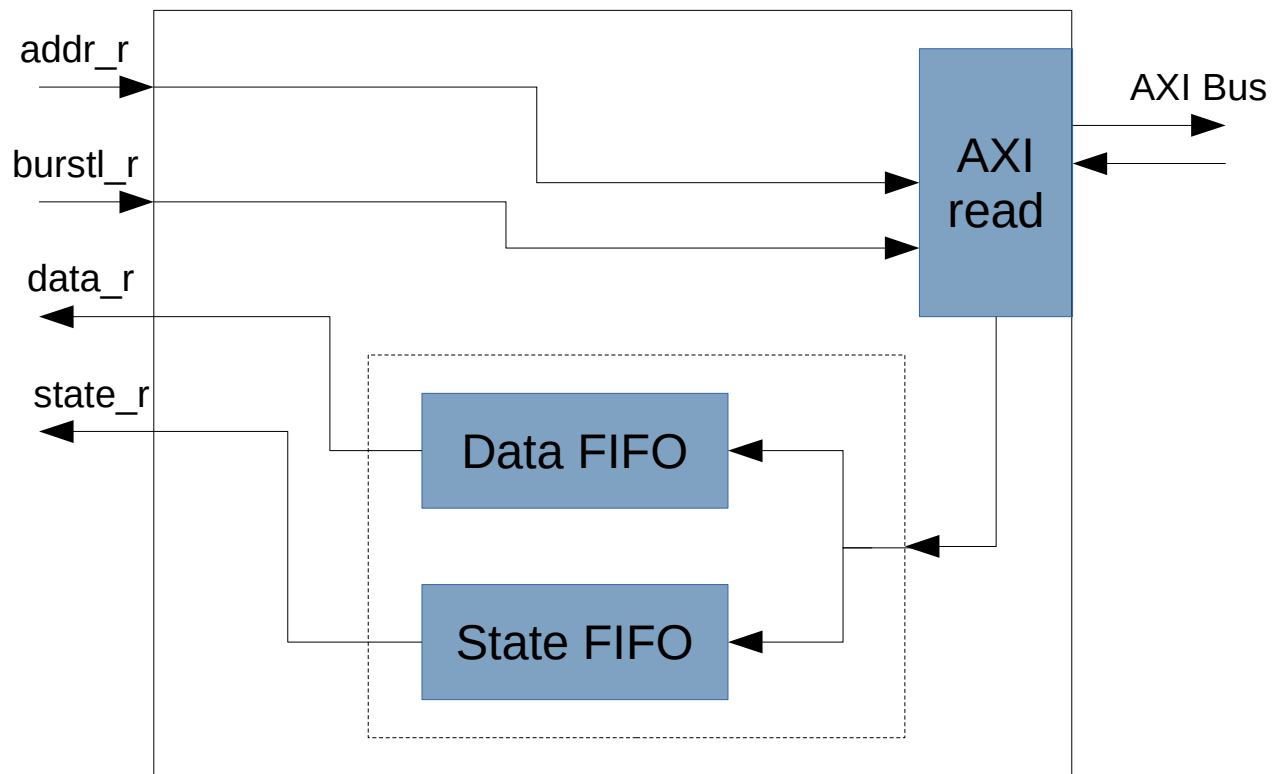 addr_r
AXI Bus
AXI
read
burstl_r
data_r
state_r
Data FIFO
State FIFO